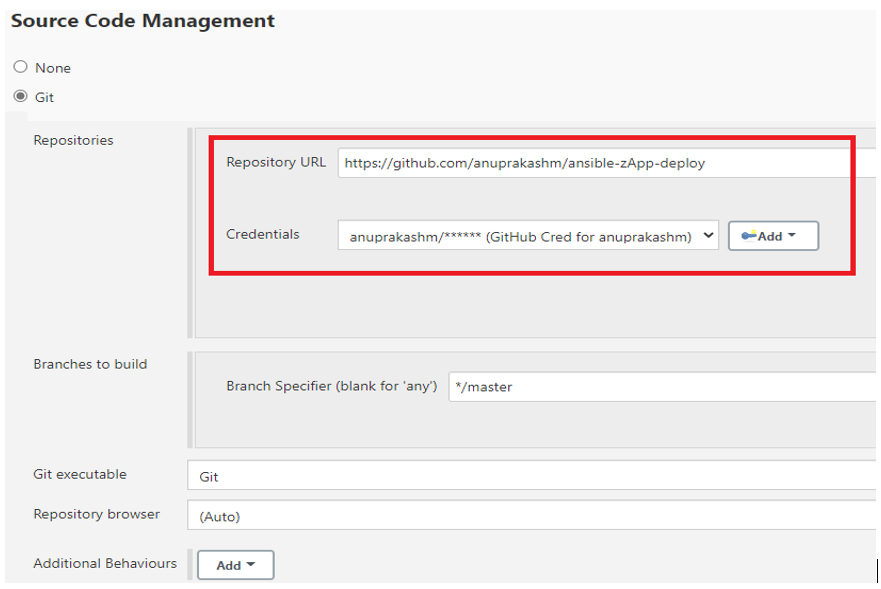 Source Code Management
None
Git
Repositories
Repository URL https://github.com/anuprakashm/ansible-zApp-deploy
Credentials anuprakashm/****** (GitHub Cred for anuprakashm) Add
Branches to build
Branch Specifier (blank for 'any') */master
Git executable Git
Repository browser (Auto)
Additional Behaviours Add